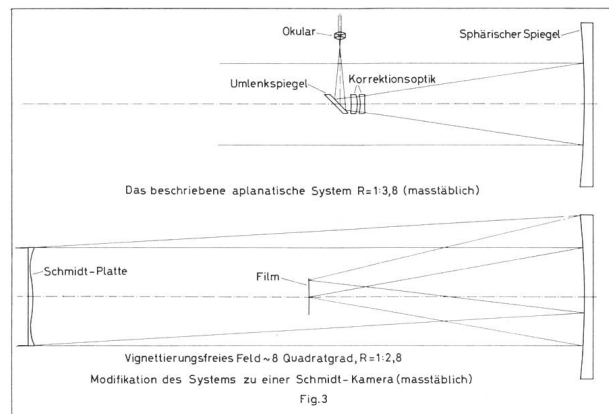 Okular
Sphärischer Spiegel
Umlenkspiegel
Korrektionsoptik
Das beschriebene aplanatische System R=1:3,8 (masstäblich)
Schmidt-Platte
Film
Vignettierungsfreies Feld ~8 Quadratgrad, R=1:2,8
Modifikation des Systems zu einer Schmidt-Kamera (masstäblich)
Fig.3